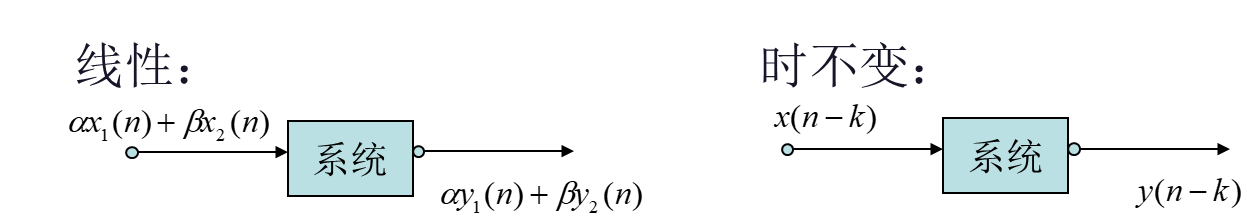 线性：
αx₁(n) + βx₂(n)
系统
αy₁(n) + βy₂(n)
时不变：
x(n − k)
系统
y(n − k)